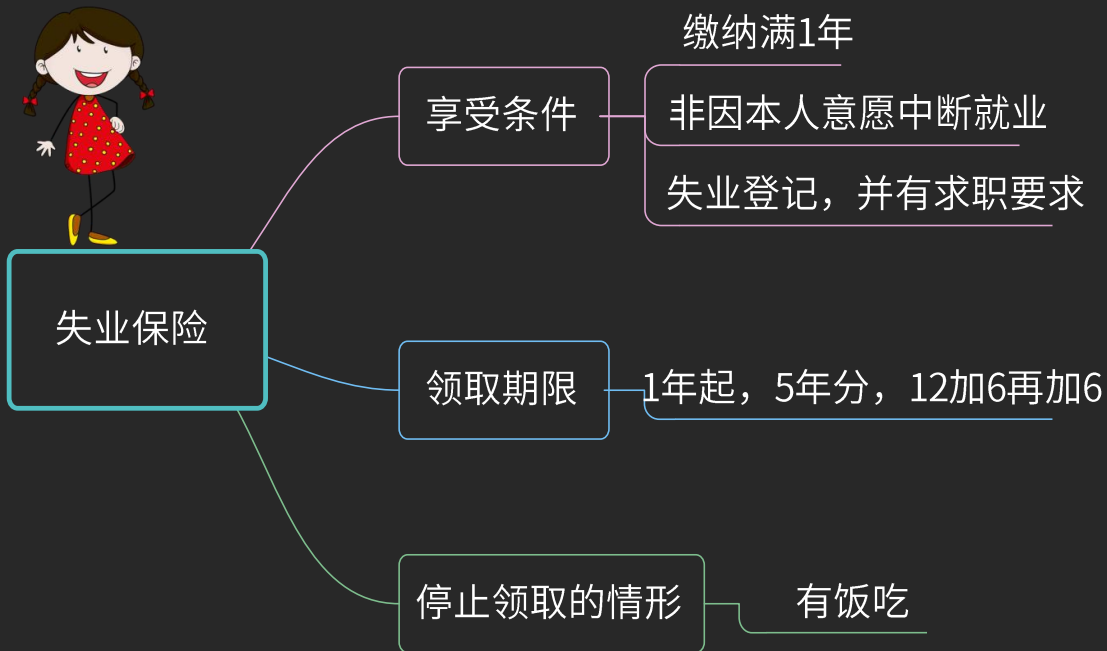 失业保险
享受条件
缴纳满1年
非因本人意愿中断就业
失业登记，并有求职要求
领取期限
1年起，5年分，12加6再加6
停止领取的情形
有饭吃